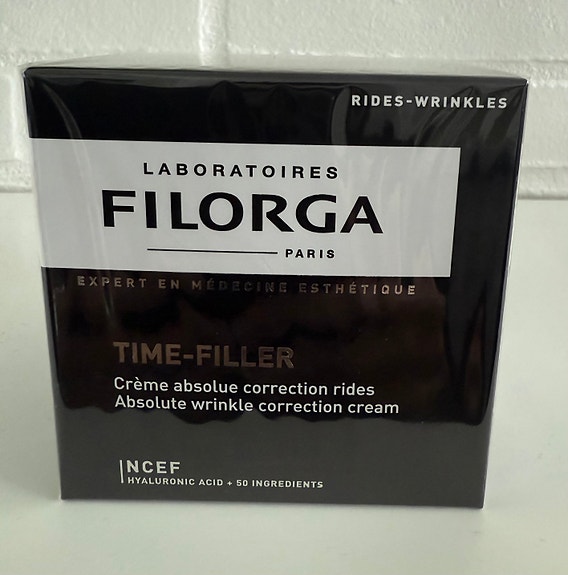 RIDES-WRINKLES
LABORATOIRES
FILORGA
PARIS
EXPERT EN MÉDECINE ESTHÉTIQUE
TIME-FILLER
Crème absolue correction rides
Absolute wrinkle correction cream
NCEF
HYALURONIC ACID + 50 INGREDIENTS